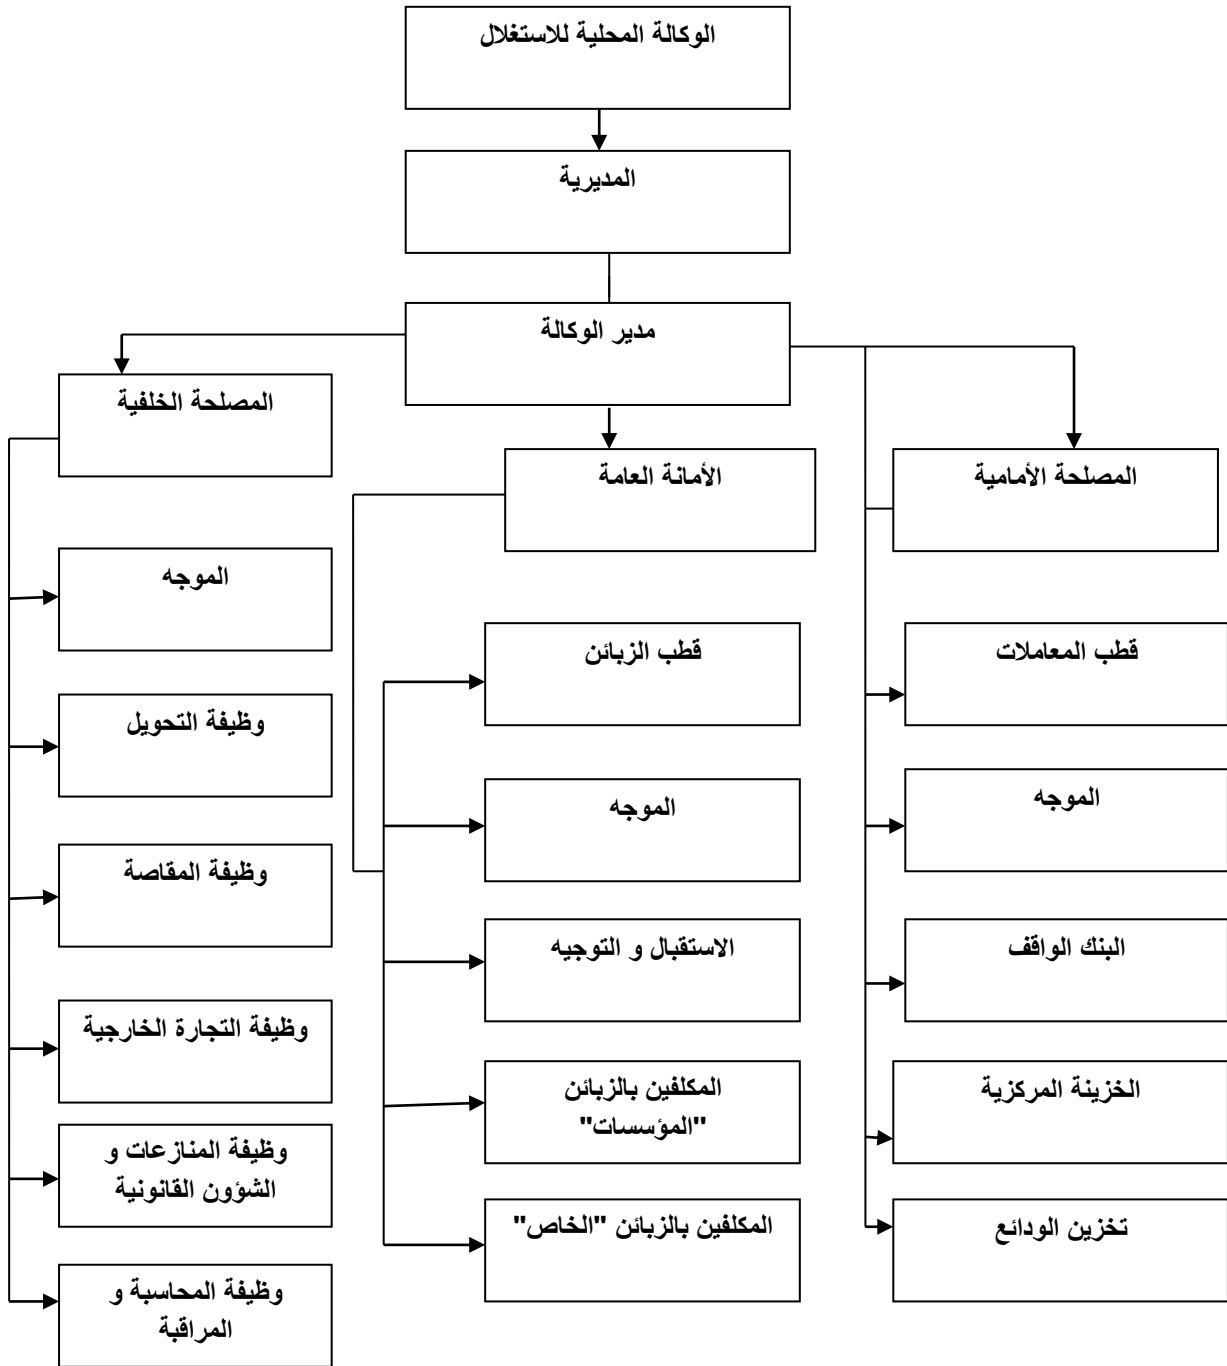 الوكالة المحلية للاستغلال
المديرية
مدير الوكالة
المصلحة الأمامية
قطب المعاملات
الموجه
البنك الواقف
الخزينة المركزية
تخزين الودائع
الأمانة العامة
قطب الزبائن
الموجه
الاستقبال و التوجيه
المكلفين بالزبائن
"المؤسسات"
المكلفين بالزبائن "الخاص"
المصلحة الخلفية
الموجه
وظيفة التحويل
وظيفة المقاصة
وظيفة التجارة الخارجية
وظيفة المنازعات و
الشؤون القانونية
وظيفة المحاسبة و
المراقبة